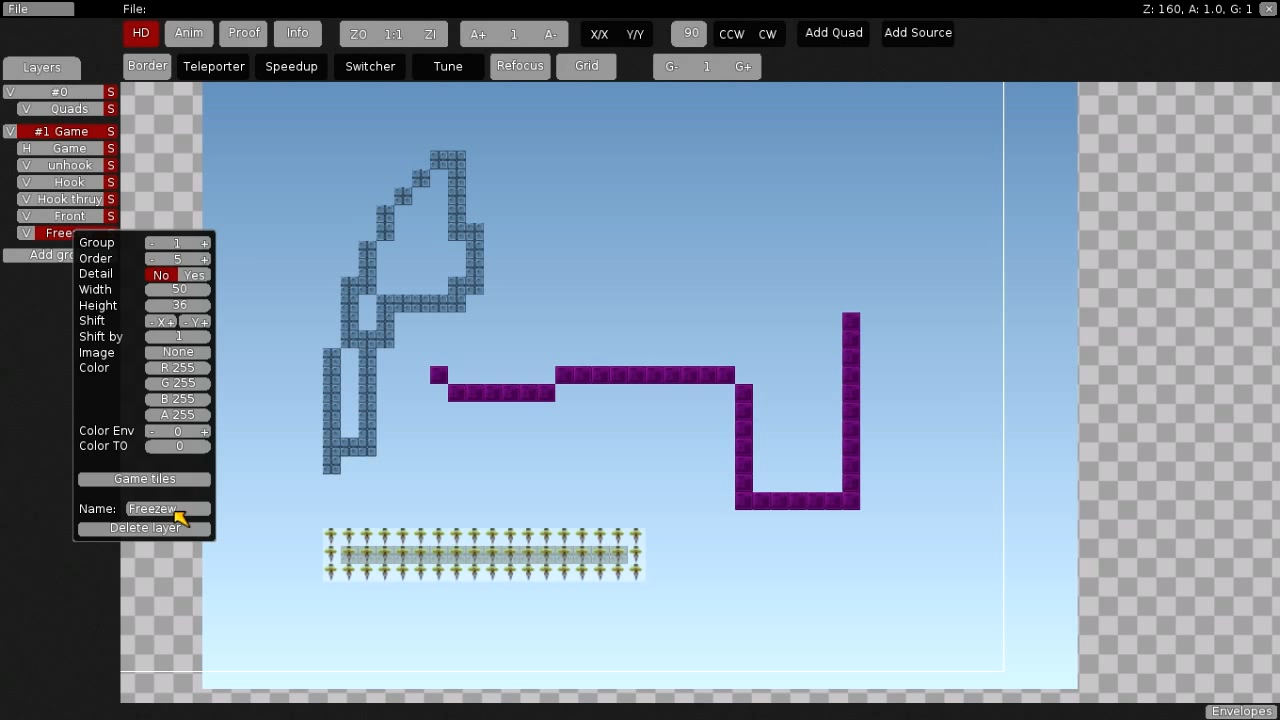 File File: Z: 160, A: 1.0, G: 1 ×
HD Anim Proof Info ZO 1:1 ZI A+ 1 A- X/X Y/Y 90 CCW CW Add Quad Add Source
Layers Border Teleporter Speedup Switcher Tune Refocus Grid G- 1 G+
V #0 S
V Quads S
V #1 Game S
H Game S
V unhook S
V Hook S
V Hook thruy S
V Front S
V Free
Add gro
Group - 1 +
Order - 5 +
Detail No Yes
Width 50
Height 36
Shift - X+ - Y+
Shift by 1
Image None
Color R 255
G 255
B 255
A 255
Color Env - 0 +
Color TO 0
Game tiles
Name: Freezew
Delete layer
Envelopes